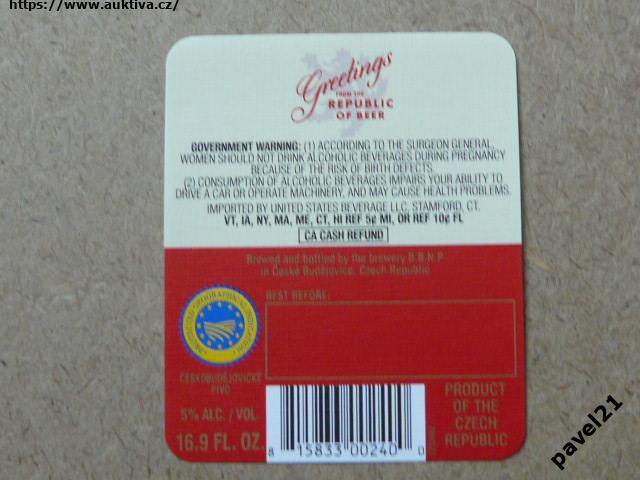 https://www.auktiva.cz/
Greetings
FROM THE
REPUBLIC
OF BEER
GOVERNMENT WARNING: (1) ACCORDING TO THE SURGEON GENERAL,
WOMEN SHOULD NOT DRINK ALCOHOLIC BEVERAGES DURING PREGNANCY
BECAUSE OF THE RISK OF BIRTH DEFECTS.
(2) CONSUMPTION OF ALCOHOLIC BEVERAGES IMPAIRS YOUR ABILITY TO
DRIVE A CAR OR OPERATE MACHINERY, AND MAY CAUSE HEALTH PROBLEMS.
IMPORTED BY UNITED STATES BEVERAGE LLC, STAMFORD, CT.
VT, IA, NY, MA, ME, CT, HI REF 5¢ MI, OR REF 10¢ FL
CA CASH REFUND
Brewed and bottled by the brewery B.B.N.P.
in České Budějovice, Czech Republic
BEST BEFORE:
PROTECTED GEOGRAPHICAL INDICATION
ČESKOBUDĚJOVICKÉ
PIVO
5% ALC. / VOL.
16.9 FL. OZ.
8 15833 00240 0
PRODUCT
OF THE
CZECH
REPUBLIC
pavel21